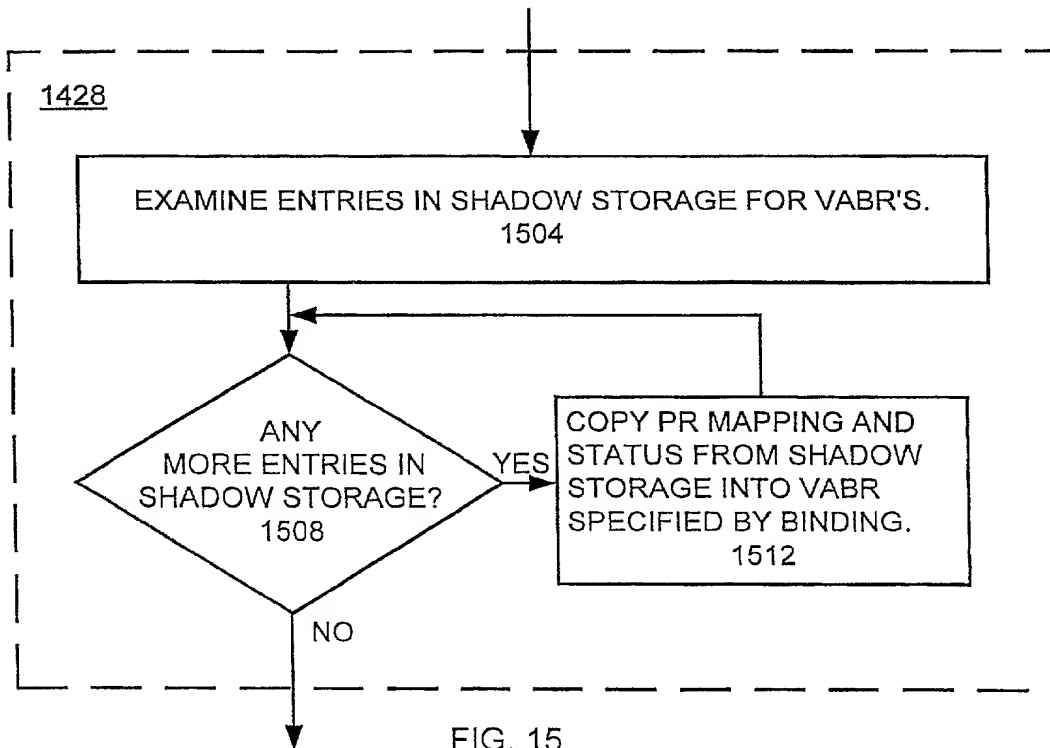 1428
EXAMINE ENTRIES IN SHADOW STORAGE FOR VABR'S.
1504
ANY
MORE ENTRIES IN
SHADOW STORAGE?
1508
YES
COPY PR MAPPING AND
STATUS FROM SHADOW
STORAGE INTO VABR
SPECIFIED BY BINDING.
1512
NO
FIG. 15